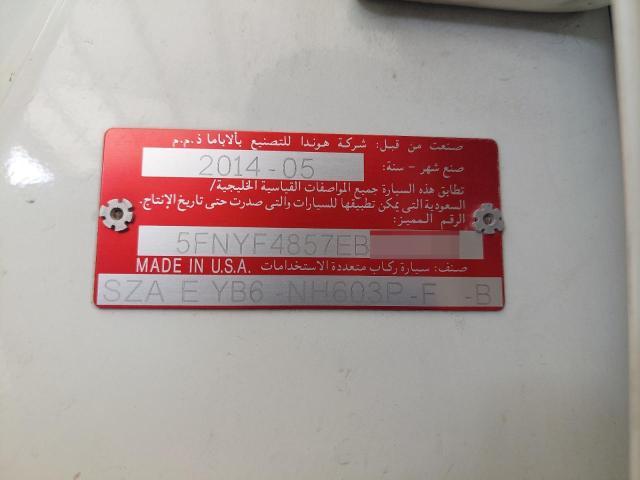 صنعت من قبل: شركة هوندا للتصنيع بألاباما ذ.م.م
صنع شهر - سنة: 2014-05
تطابق هذه السيارة جميع المواصفات القياسية الخليجية/
السعودية التى يمكن تطبيقها للسيارات والتى صدرت حتى تاريخ الإنتاج.
الرقم المميز:
5FNYF4857EB
صنف: سيارة ركاب متعددة الاستخدامات MADE IN U.S.A.
SZA E YB6 -NH603P-F -B